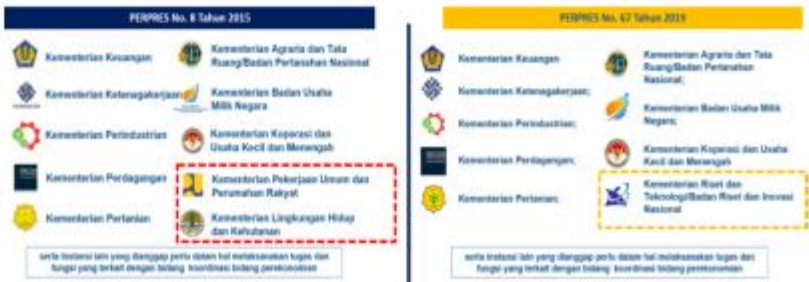 PERPRES No. 8 Tahun 2015
Kementerian Keuangan
Kementerian Ketenagakerjaan
Kementerian Perindustrian
Kementerian Perdagangan
Kementerian Pertanian
Kementerian Agraria dan Tata
Ruang/Badan Pertanahan Nasional
Kementerian Badan Usaha
Milik Negara
Kementerian Koperasi dan
Usaha Kecil dan Menengah
Kementerian Pekerjaan Umum dan
Perumahan Rakyat
Kementerian Lingkungan Hidup
dan Kehutanan
serta instansi lain yang dianggap perlu dalam hal melaksanakan tugas dan
fungsi yang terkait dengan bidang koordinasi bidang perekonomian
PERPRES No. 67 Tahun 2019
Kementerian Keuangan
Kementerian Ketenagakerjaan;
Kementerian Perindustrian;
Kementerian Perdagangan;
Kementerian Pertanian;
Kementerian Agraria dan Tata
Ruang/Badan Pertanahan
Nasional;
Kementerian Badan Usaha Milik
Negara;
Kementerian Koperasi dan Usaha
Kecil dan Menengah
Kementerian Riset dan
Teknologi/Badan Riset dan Inovasi
Nasional
serta instansi lain yang dianggap perlu dalam hal melaksanakan tugas dan
fungsi yang terkait dengan bidang koordinasi bidang perekonomian